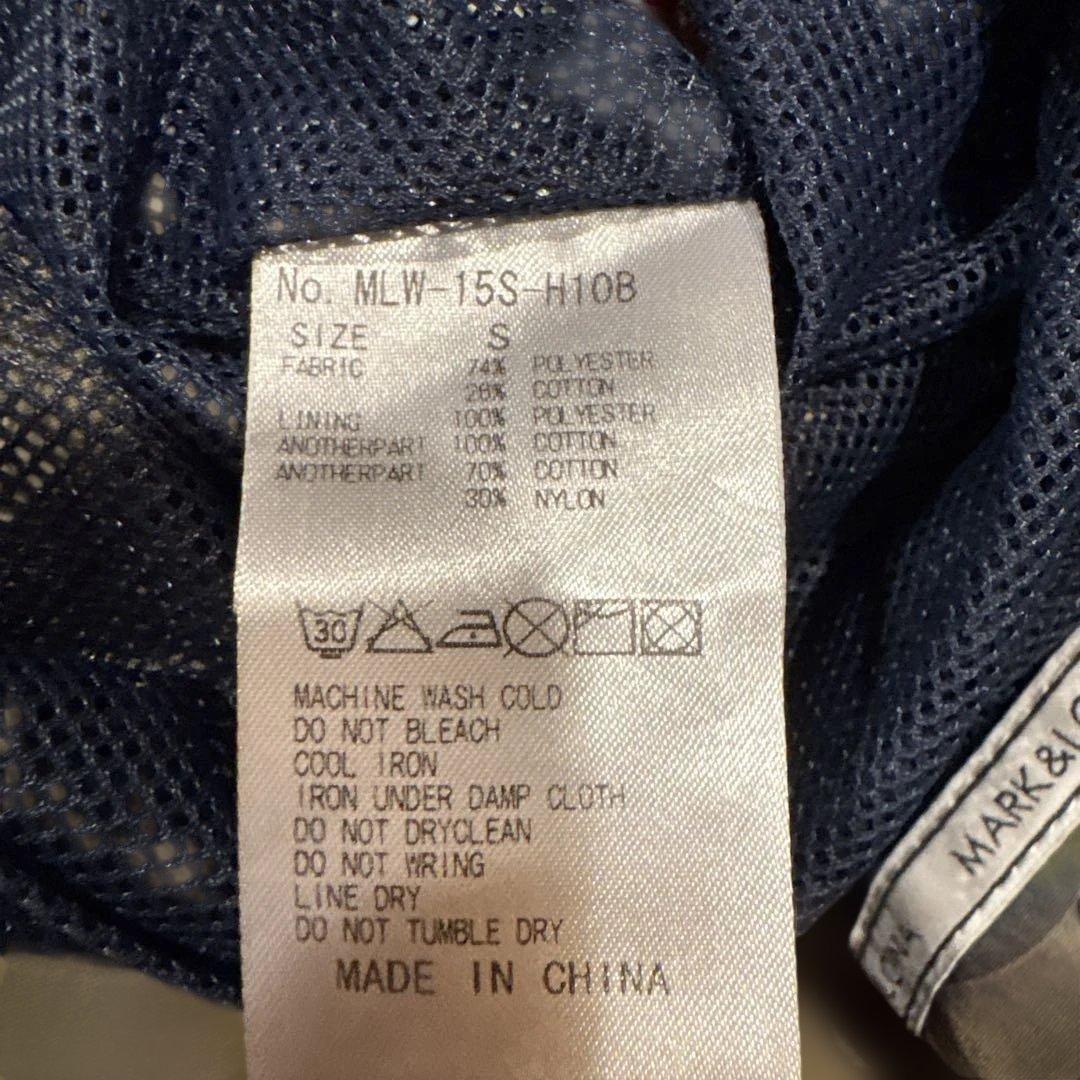 No. MLW-15S-H10B
SIZE S
FABRIC 74% POLYESTER
26% COTTON
LINING 100% POLYESTER
ANOTHERPART 100% COTTON
ANOTHERPART 70% COTTON
30% NYLON
30
MACHINE WASH COLD
DO NOT BLEACH
COOL IRON
IRON UNDER DAMP CLOTH
DO NOT DRYCLEAN
DO NOT WRING
LINE DRY
DO NOT TUMBLE DRY
MADE IN CHINA
MARK &